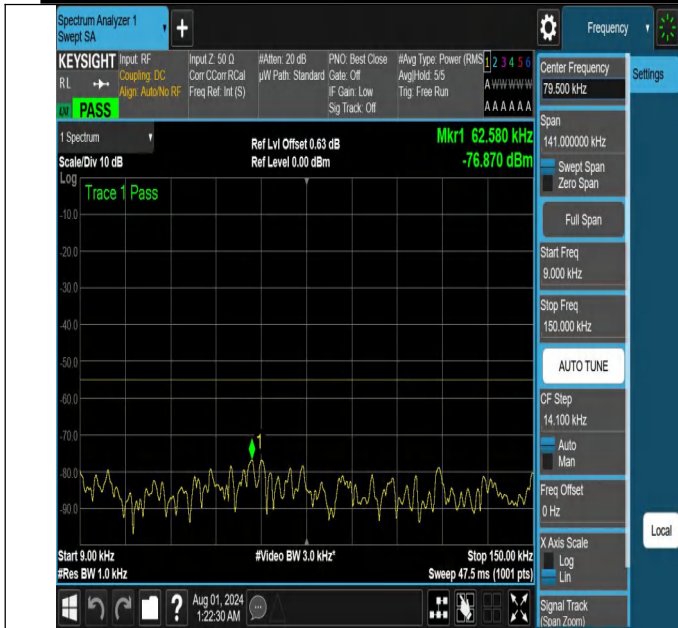 Spectrum Analyzer 1
Swept SA
+
Frequency
KEYSIGHT
RL
PASS
Input: RF
Coupling: DC
Align: Auto/No RF
Input Z: 50 Ω
Corr CCorr RCal
Freq Ref: Int (S)
#Atten: 20 dB
µW Path: Standard
PNO: Best Close
Gate: Off
IF Gain: Low
Sig Track: Off
#Avg Type: Power (RMS
Avg|Hold: 5/5
Trig: Free Run
1 2 3 4 5 6
A W W W W W
A A A A A A
1 Spectrum
Scale/Div 10 dB
Ref Lvl Offset 0.63 dB
Ref Level 0.00 dBm
Mkr1 62.580 kHz
-76.870 dBm
Log
Trace 1 Pass
-10.0
-20.0
-30.0
-40.0
-50.0
-60.0
-70.0
-80.0
-90.0
1
Start 9.00 kHz
#Res BW 1.0 kHz
#Video BW 3.0 kHz*
Stop 150.00 kHz
Sweep 47.5 ms (1001 pts)
Aug 01, 2024
1:22:30 AM
Center Frequency
79.500 kHz
Settings
Span
141.000000 kHz
Swept Span
Zero Span
Full Span
Start Freq
9.000 kHz
Stop Freq
150.000 kHz
AUTO TUNE
CF Step
14.100 kHz
Auto
Man
Freq Offset
0 Hz
X Axis Scale
Log
Lin
Local
Signal Track
(Span Zoom)